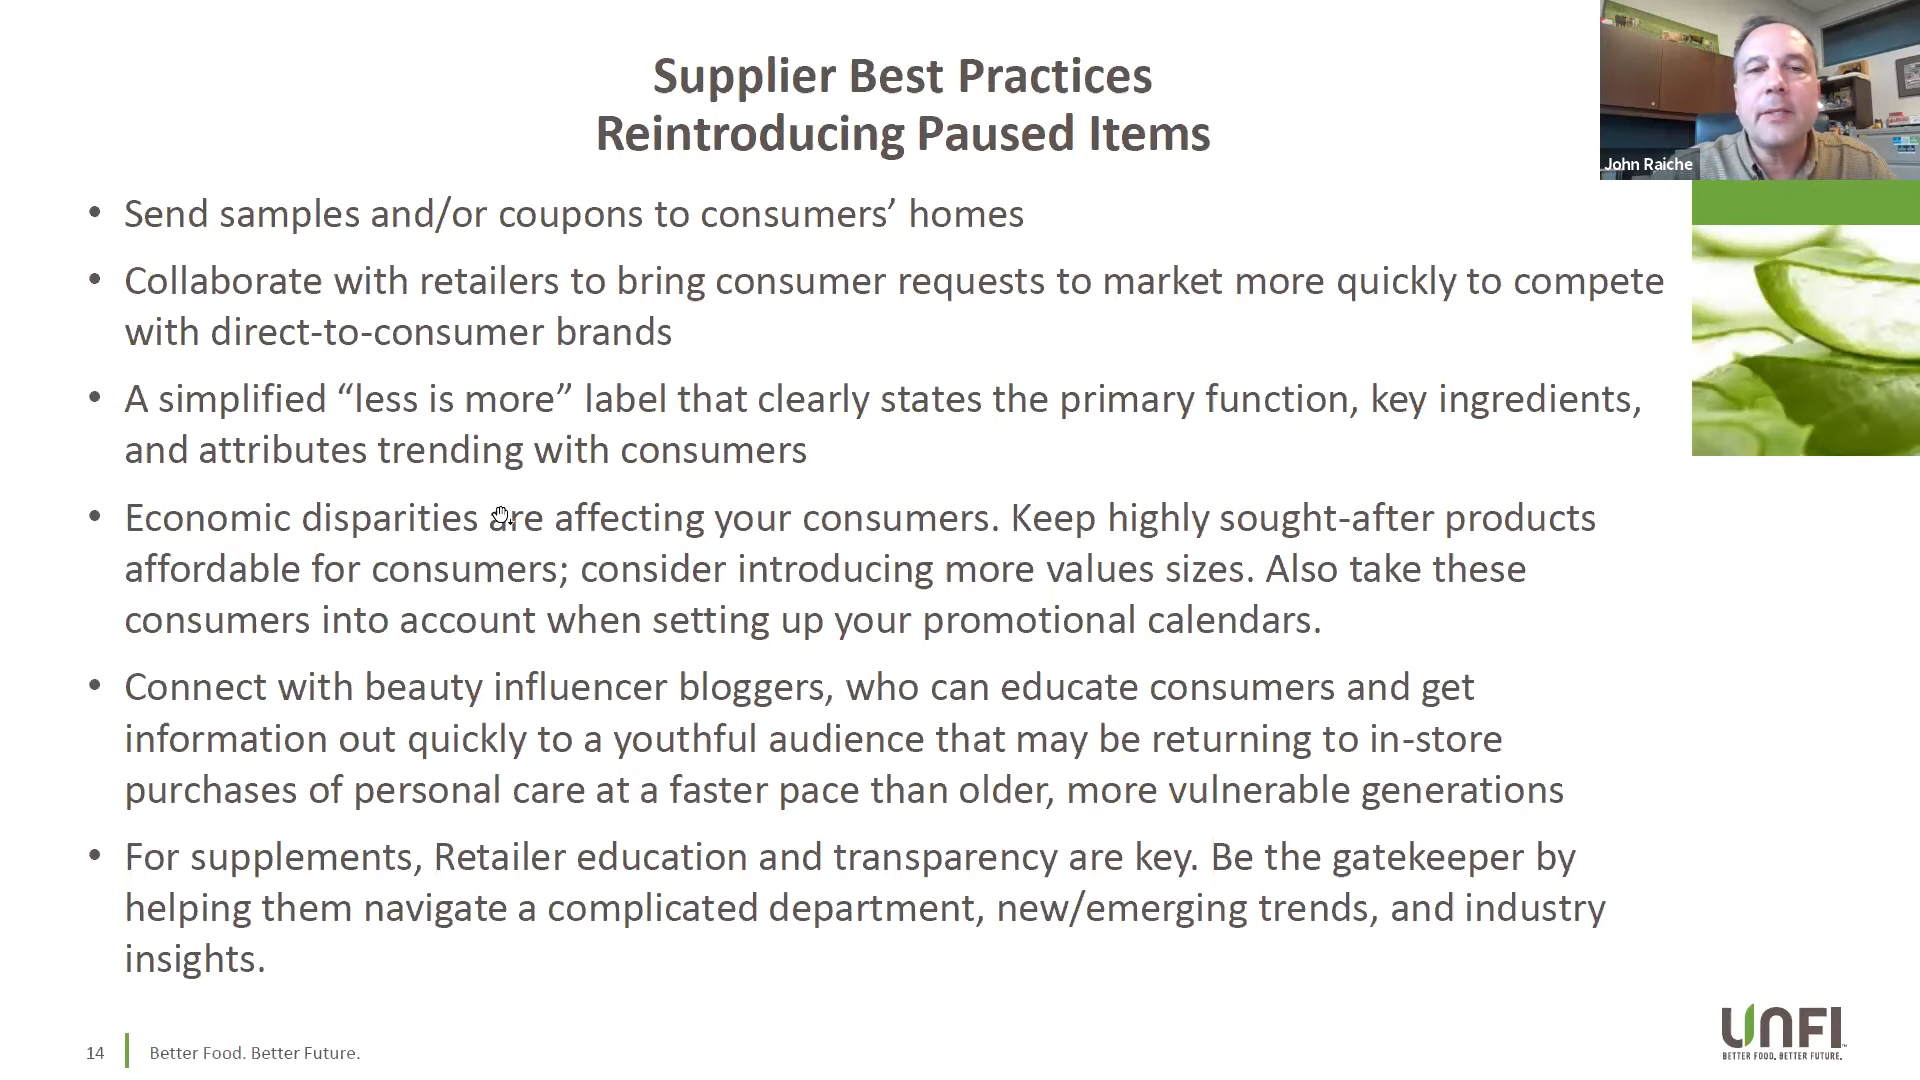 Supplier Best Practices
Reintroducing Paused Items
John Raiche
• Send samples and/or coupons to consumers’ homes
• Collaborate with retailers to bring consumer requests to market more quickly to compete
with direct-to-consumer brands
• A simplified “less is more” label that clearly states the primary function, key ingredients,
and attributes trending with consumers
• Economic disparities are affecting your consumers. Keep highly sought-after products
affordable for consumers; consider introducing more values sizes. Also take these
consumers into account when setting up your promotional calendars.
• Connect with beauty influencer bloggers, who can educate consumers and get
information out quickly to a youthful audience that may be returning to in-store
purchases of personal care at a faster pace than older, more vulnerable generations
• For supplements, Retailer education and transparency are key. Be the gatekeeper by
helping them navigate a complicated department, new/emerging trends, and industry
insights.
UNFI™
BETTER FOOD. BETTER FUTURE.
14 Better Food. Better Future.